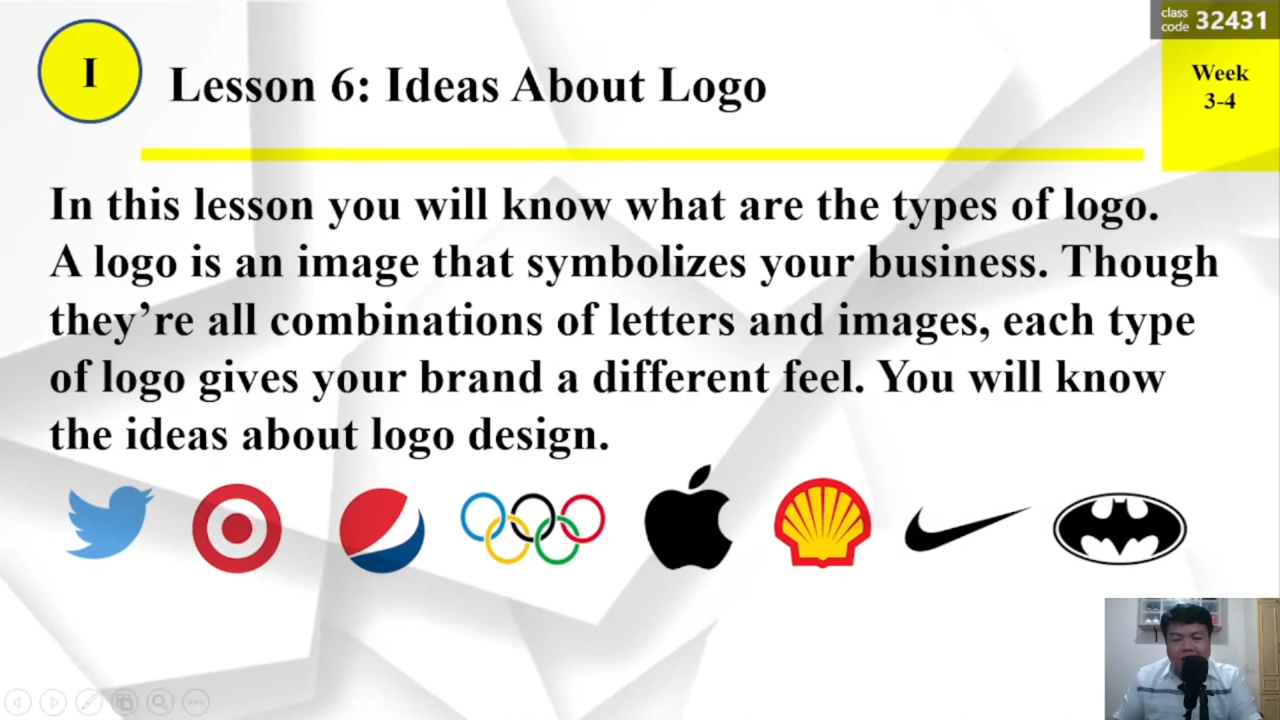 class
code 32431
I
Lesson 6: Ideas About Logo
Week
3-4
In this lesson you will know what are the types of logo.
A logo is an image that symbolizes your business. Though
they’re all combinations of letters and images, each type
of logo gives your brand a different feel. You will know
the ideas about logo design.